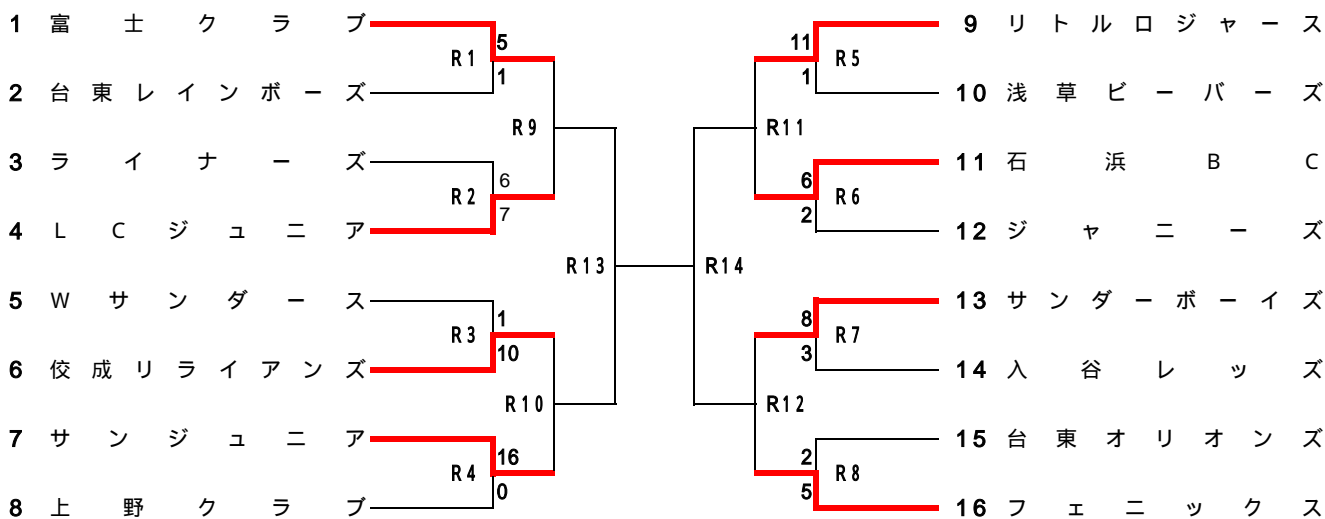 1 富士クラブ
5
R1
1
2 台東レインボーズ
R9
3 ライナーズ
6
R2
7
4 LCジュニア
R13
5 Wサンダース
1
R3
10
6 佼成リライアンズ
R10
7 サンジュニア
16
R4
0
8 上野クラブ
9 リトルロジャース
11
R5
1
10 浅草ビーバーズ
R11
11 石浜BC
6
R6
2
12 ジャニーズ
R14
13 サンダーボーイズ
8
R7
3
14 入谷レッズ
R12
15 台東オリオンズ
2
R8
5
16 フェニックス